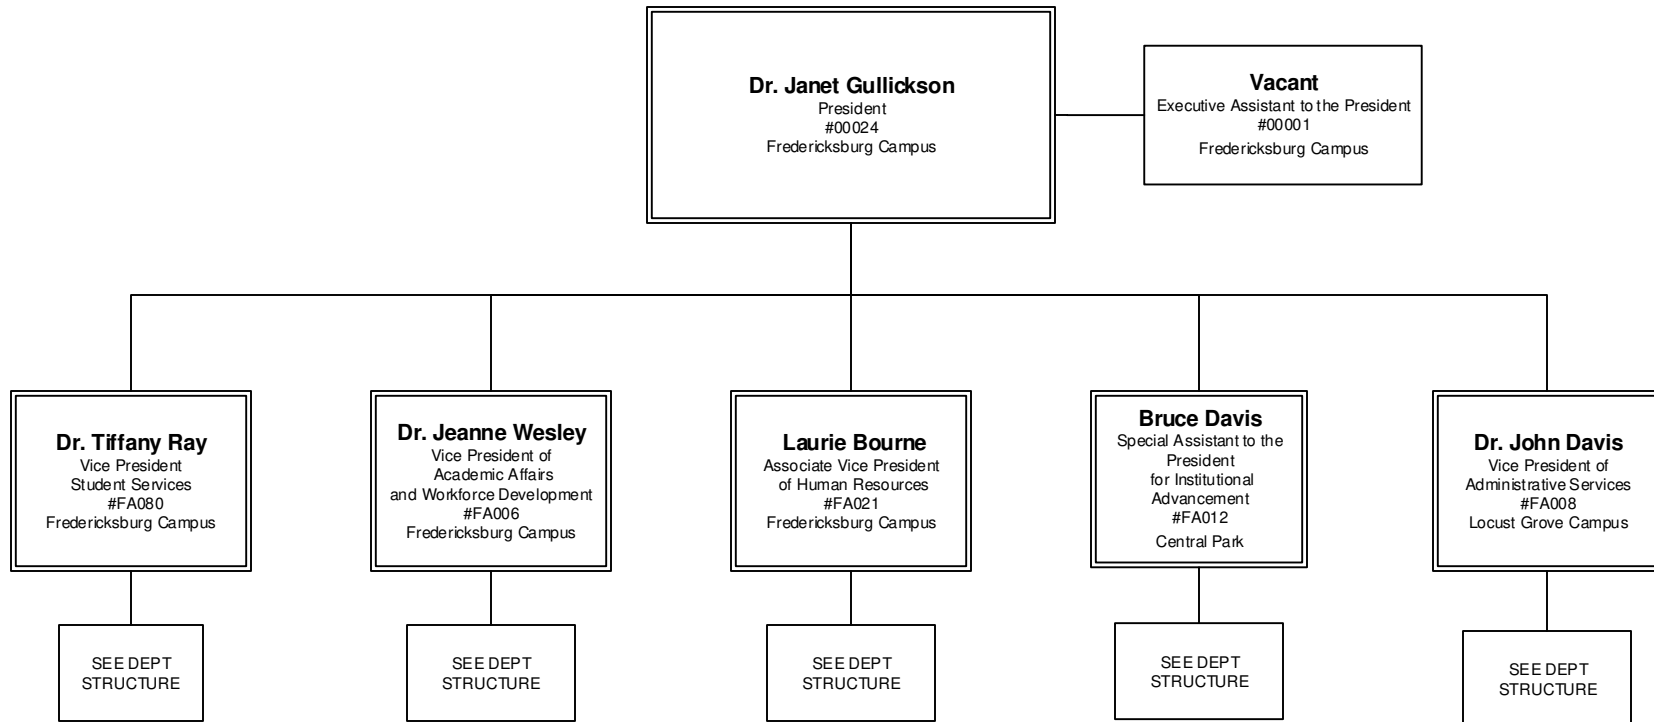 Dr. Janet Gullickson
President
#00024
Fredericksburg Campus
Vacant
Executive Assistant to the President
#00001
Fredericksburg Campus
Dr. Tiffany Ray
Vice President
Student Services
#FA080
Fredericksburg Campus
Dr. Jeanne Wesley
Vice President of
Academic Affairs
and Workforce Development
#FA006
Fredericksburg Campus
Laurie Bourne
Associate Vice President
of Human Resources
#FA021
Fredericksburg Campus
Bruce Davis
Special Assistant to the
President
for Institutional
Advancement
#FA012
Central Park
Dr. John Davis
Vice President of
Administrative Services
#FA008
Locust Grove Campus
SEE DEPT
STRUCTURE
SEE DEPT
STRUCTURE
SEE DEPT
STRUCTURE
SEE DEPT
STRUCTURE
SEE DEPT
STRUCTURE